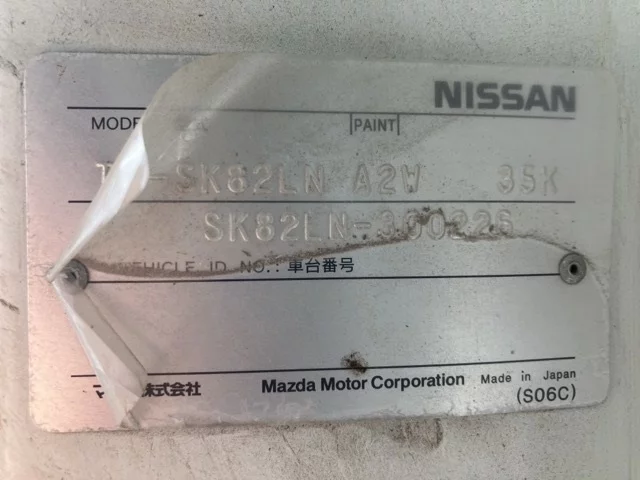 NISSAN
PAINT
-SK82LN A2W 35K
SK82LN-300226
VEHICLE ID NO.: 車台番号
株式会社 Mazda Motor Corporation Made in Japan
(S06C)